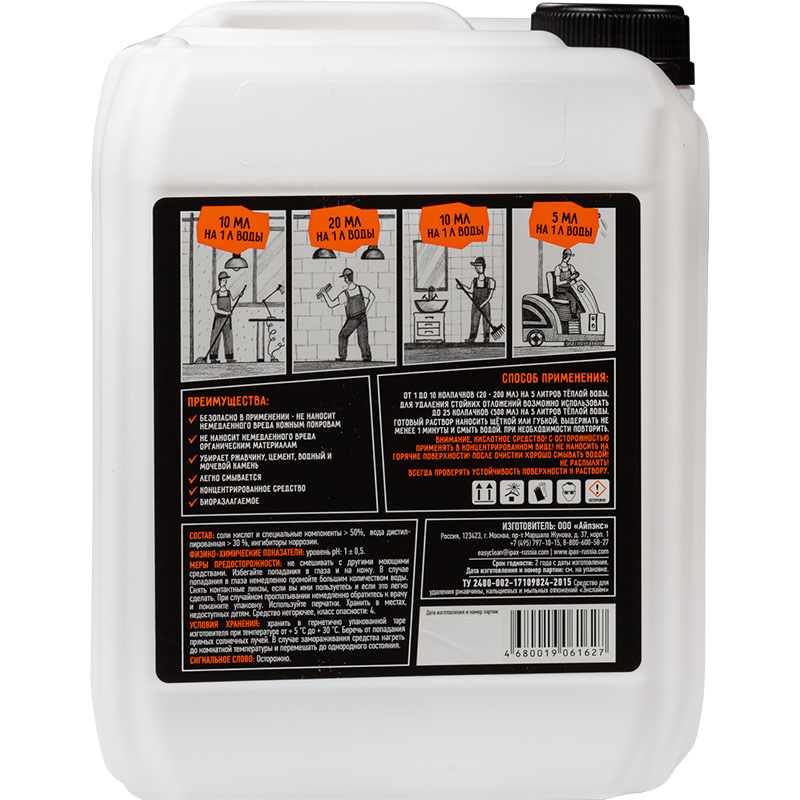 10 МЛ
НА 1 Л ВОДЫ
20 МЛ
НА 1 Л ВОДЫ
10 МЛ
НА 1 Л ВОДЫ
5 МЛ
НА 1 Л ВОДЫ
ПРЕИМУЩЕСТВА:
БЕЗОПАСНО В ПРИМЕНЕНИИ - НЕ НАНОСИТ
НЕМЕДЛЕННОГО ВРЕДА КОЖНЫМ ПОКРОВАМ
НЕ НАНОСИТ НЕМЕДЛЕННОГО ВРЕДА
ОРГАНИЧЕСКИМ МАТЕРИАЛАМ
УБИРАЕТ РЖАВЧИНУ, ЦЕМЕНТ, ВОДНЫЙ И
МОЧЕВОЙ КАМЕНЬ
ЛЕГКО СМЫВАЕТСЯ
КОНЦЕНТРИРОВАННОЕ СРЕДСТВО
БИОРАЗЛАГАЕМОЕ
СПОСОБ ПРИМЕНЕНИЯ:
ОТ 1 ДО 10 КОЛПАЧКОВ (20 - 200 МЛ) НА 5 ЛИТРОВ ТЁПЛОЙ ВОДЫ.
ДЛЯ УДАЛЕНИЯ СТОЙКИХ ОТЛОЖЕНИЙ ВОЗМОЖНО ИСПОЛЬЗОВАТЬ
ДО 25 КОЛПАЧКОВ (500 МЛ) НА 5 ЛИТРОВ ТЁПЛОЙ ВОДЫ.
ГОТОВЫЙ РАСТВОР НАНОСИТЬ ЩЁТКОЙ ИЛИ ГУБКОЙ. ВЫДЕРЖАТЬ НЕ
МЕНЕЕ 1 МИНУТЫ И СМЫТЬ ВОДОЙ. ПРИ НЕОБХОДИМОСТИ ПОВТОРИТЬ.
ВНИМАНИЕ, КИСЛОТНОЕ СРЕДСТВО! С ОСТОРОЖНОСТЬЮ
ПРИМЕНЯТЬ В КОНЦЕНТРИРОВАННОМ ВИДЕ! НЕ НАНОСИТЬ НА
ГОРЯЧИЕ ПОВЕРХНОСТИ! ПОСЛЕ ОЧИСТКИ ХОРОШО СМЫВАТЬ ВОДОЙ!
НЕ РАСПЫЛЯТЬ!
ВСЕГДА ПРОВЕРЯТЬ УСТОЙЧИВОСТЬ ПОВЕРХНОСТИ К РАСТВОРУ.
ОСТОРОЖНО
СОСТАВ: соли кислот и специальные компоненты > 50%, вода дистил-
лированная > 30 %, ингибиторы коррозии.
ФИЗИКО-ХИМИЧЕСКИЕ ПОКАЗАТЕЛИ: уровень pH: 1 ± 0,5.
МЕРЫ ПРЕДОСТОРОЖНОСТИ: не смешивать с другими моющими
средствами. Избегайте попадания в глаза и на кожу. В случае
попадания в глаза немедленно промойте большим количеством воды.
Снять контактные линзы, если вы ими пользуетесь и если это легко
сделать. При случайном проглатывании немедленно обратитесь к врачу
и покажите упаковку. Используйте перчатки. Хранить в местах,
недоступных детям. Средство негорючее, класс опасности: 4.
УСЛОВИЯ ХРАНЕНИЯ: хранить в герметично упакованной таре
изготовителя при температуре от + 5 °С до + 30 °С. Беречь от попадания
прямых солнечных лучей. В случае замораживания средства нагреть
до комнатной температуры и перемешать до однородного состояния.
СИГНАЛЬНОЕ СЛОВО: Осторожно.
ИЗГОТОВИТЕЛЬ: ООО «Айпэкс»
Россия, 123423, г. Москва, пр-т Маршала Жукова, д. 37, корп. 1
+7 (495) 797-10-15, 8-800-600-58-27
easyclean@ipax-russia.com | www.ipax-russia.com
Срок годности: 2 года с даты изготовления.
Дата изготовления и номер партии: см. на упаковке.
ТУ 2480-002-17109824-2015 Средство для
удаления ржавчины, кальциевых и мыльных отложений «Экслайм»
Дата изготовления и номер партии:
4 680019 061627